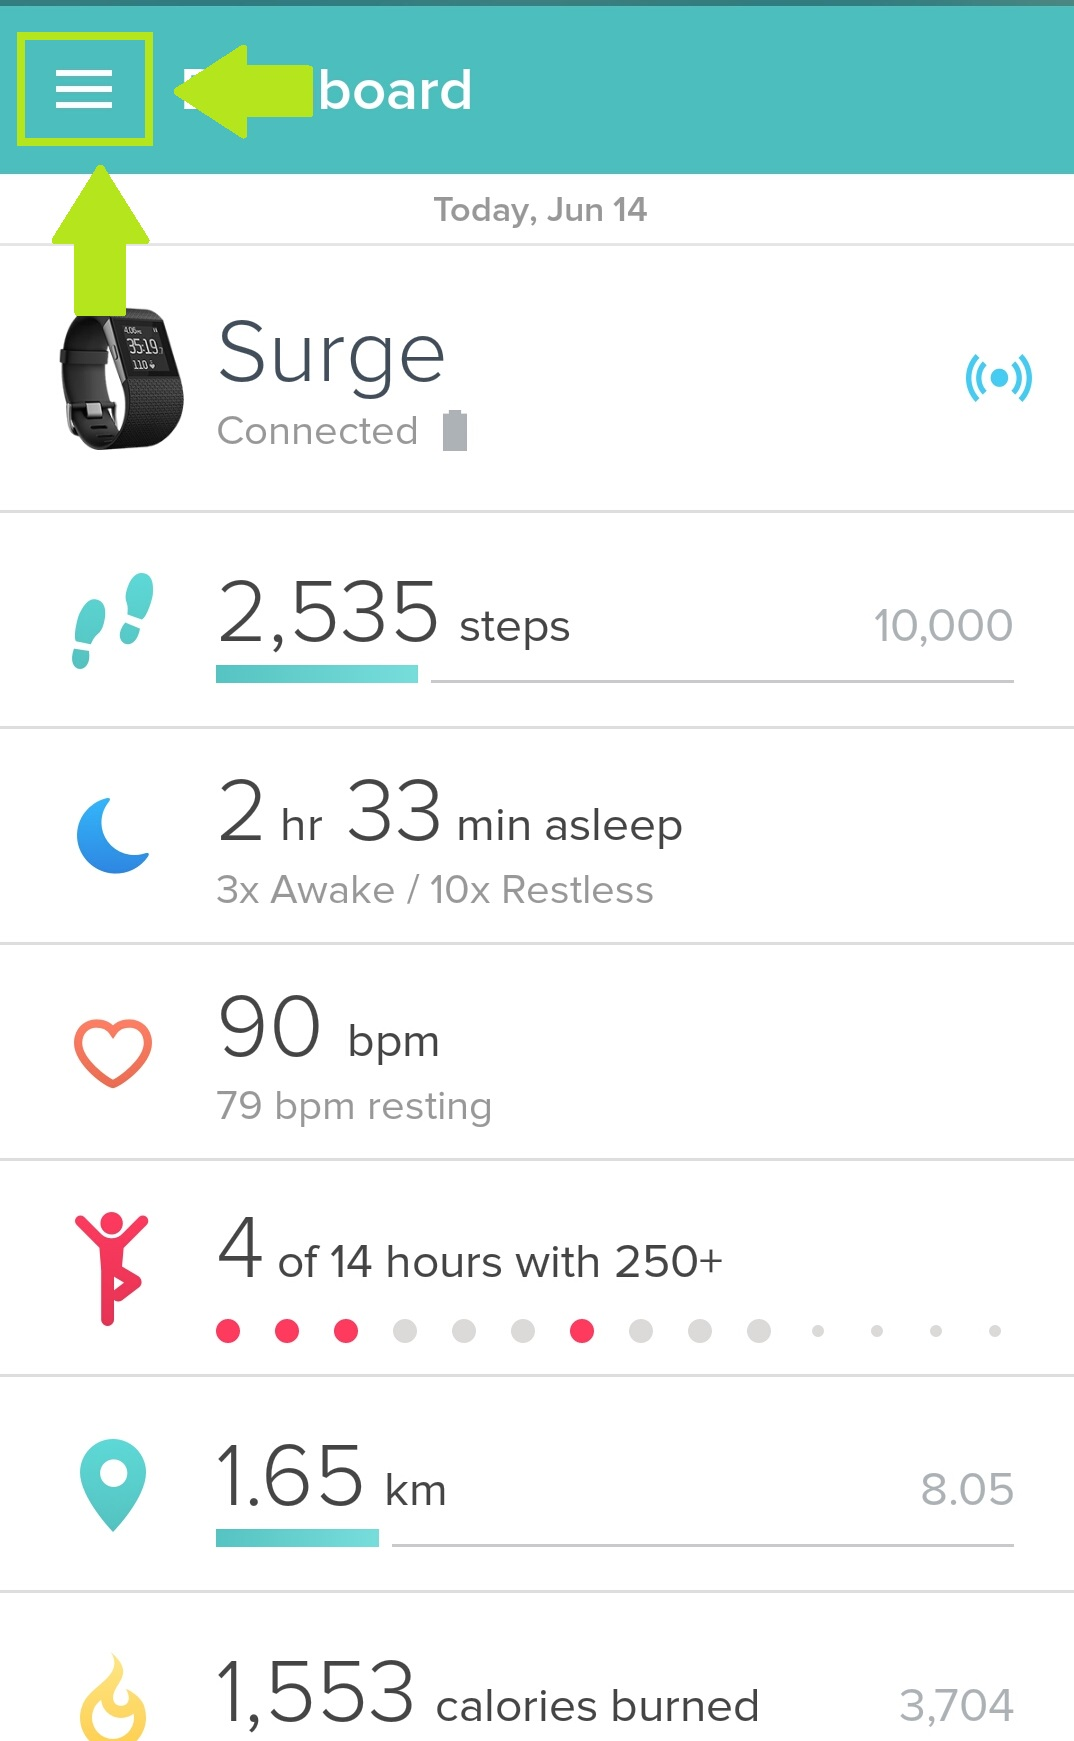 board
Today, Jun 14
Surge
Connected
2,535 steps 10,000
2 hr 33 min asleep
3x Awake / 10x Restless
90 bpm
79 bpm resting
4 of 14 hours with 250+
1.65 km 8.05
1,553 calories burned 3,704